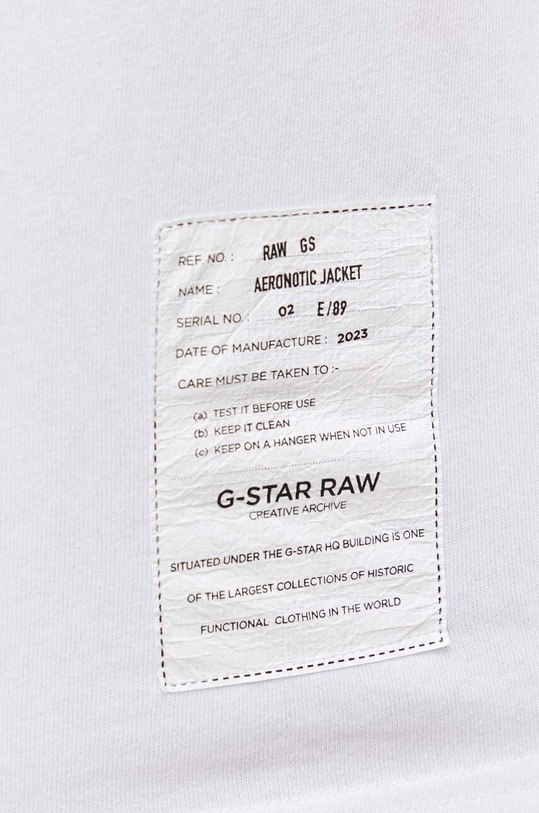 REF. NO. : RAW GS
NAME : AERONOTIC JACKET
SERIAL NO. : 02 E/89
DATE OF MANUFACTURE : 2023
CARE MUST BE TAKEN TO :-
(a) TEST IT BEFORE USE
(b) KEEP IT CLEAN
(c) KEEP ON A HANGER WHEN NOT IN USE
G-STAR RAW
CREATIVE ARCHIVE
SITUATED UNDER THE G-STAR HQ BUILDING IS ONE
OF THE LARGEST COLLECTIONS OF HISTORIC
FUNCTIONAL CLOTHING IN THE WORLD